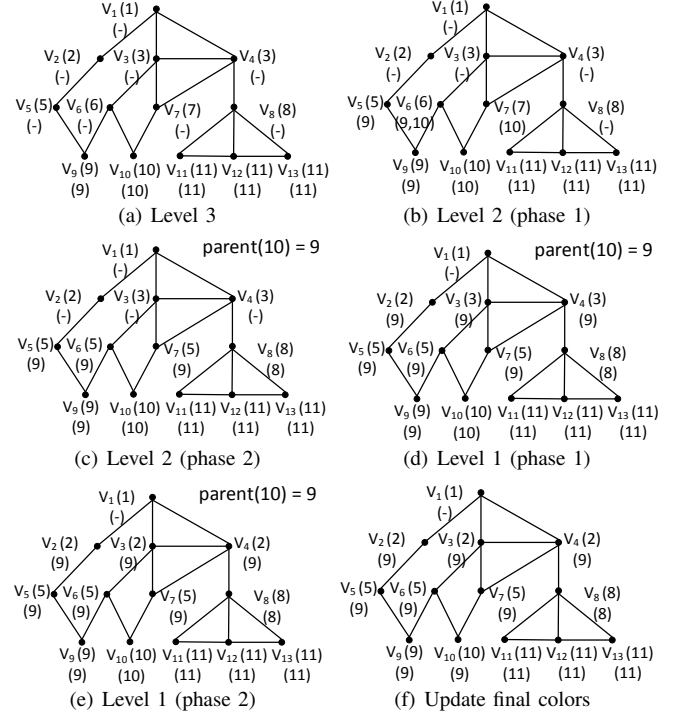 V1 (1)
(-)
V2 (2) V3 (3) V4 (3)
(-) (-) (-)
V5 (5) V6 (6) V7 (7) V8 (8)
(-) (-) (-) (-)
V9 (9) V10 (10) V11 (11) V12 (11) V13 (11)
(9) (10) (11) (11) (11)
(a) Level 3
V1 (1)
(-)
V2 (2) V3 (3) V4 (3)
(-) (-) (-)
V5 (5) V6 (6) V7 (7) V8 (8)
(9) (9,10) (10) (-)
V9 (9) V10 (10) V11 (11) V12 (11) V13 (11)
(9) (10) (11) (11) (11)
(b) Level 2 (phase 1)
parent(10) = 9
V1 (1)
(-)
V2 (2) V3 (3) V4 (3)
(-) (-) (-)
V5 (5) V6 (5) V7 (5) V8 (8)
(9) (9) (9) (8)
V9 (9) V10 (10) V11 (11) V12 (11) V13 (11)
(9) (10) (11) (11) (11)
(c) Level 2 (phase 2)
parent(10) = 9
V1 (1)
(-)
V2 (2) V3 (3) V4 (3)
(9) (9) (9)
V5 (5) V6 (5) V7 (5) V8 (8)
(9) (9) (9) (8)
V9 (9) V10 (10) V11 (11) V12 (11) V13 (11)
(9) (10) (11) (11) (11)
(d) Level 1 (phase 1)
parent(10) = 9
V1 (1)
(-)
V2 (2) V3 (2) V4 (2)
(9) (9) (9)
V5 (5) V6 (5) V7 (5) V8 (8)
(9) (9) (9) (8)
V9 (9) V10 (10) V11 (11) V12 (11) V13 (11)
(9) (10) (11) (11) (11)
(e) Level 1 (phase 2)
V1 (1)
(-)
V2 (2) V3 (2) V4 (2)
(9) (9) (9)
V5 (5) V6 (5) V7 (5) V8 (8)
(9) (9) (9) (8)
V9 (9) V10 (10) V11 (11) V12 (11) V13 (11)
(9) (9) (11) (11) (11)
(f) Update final colors